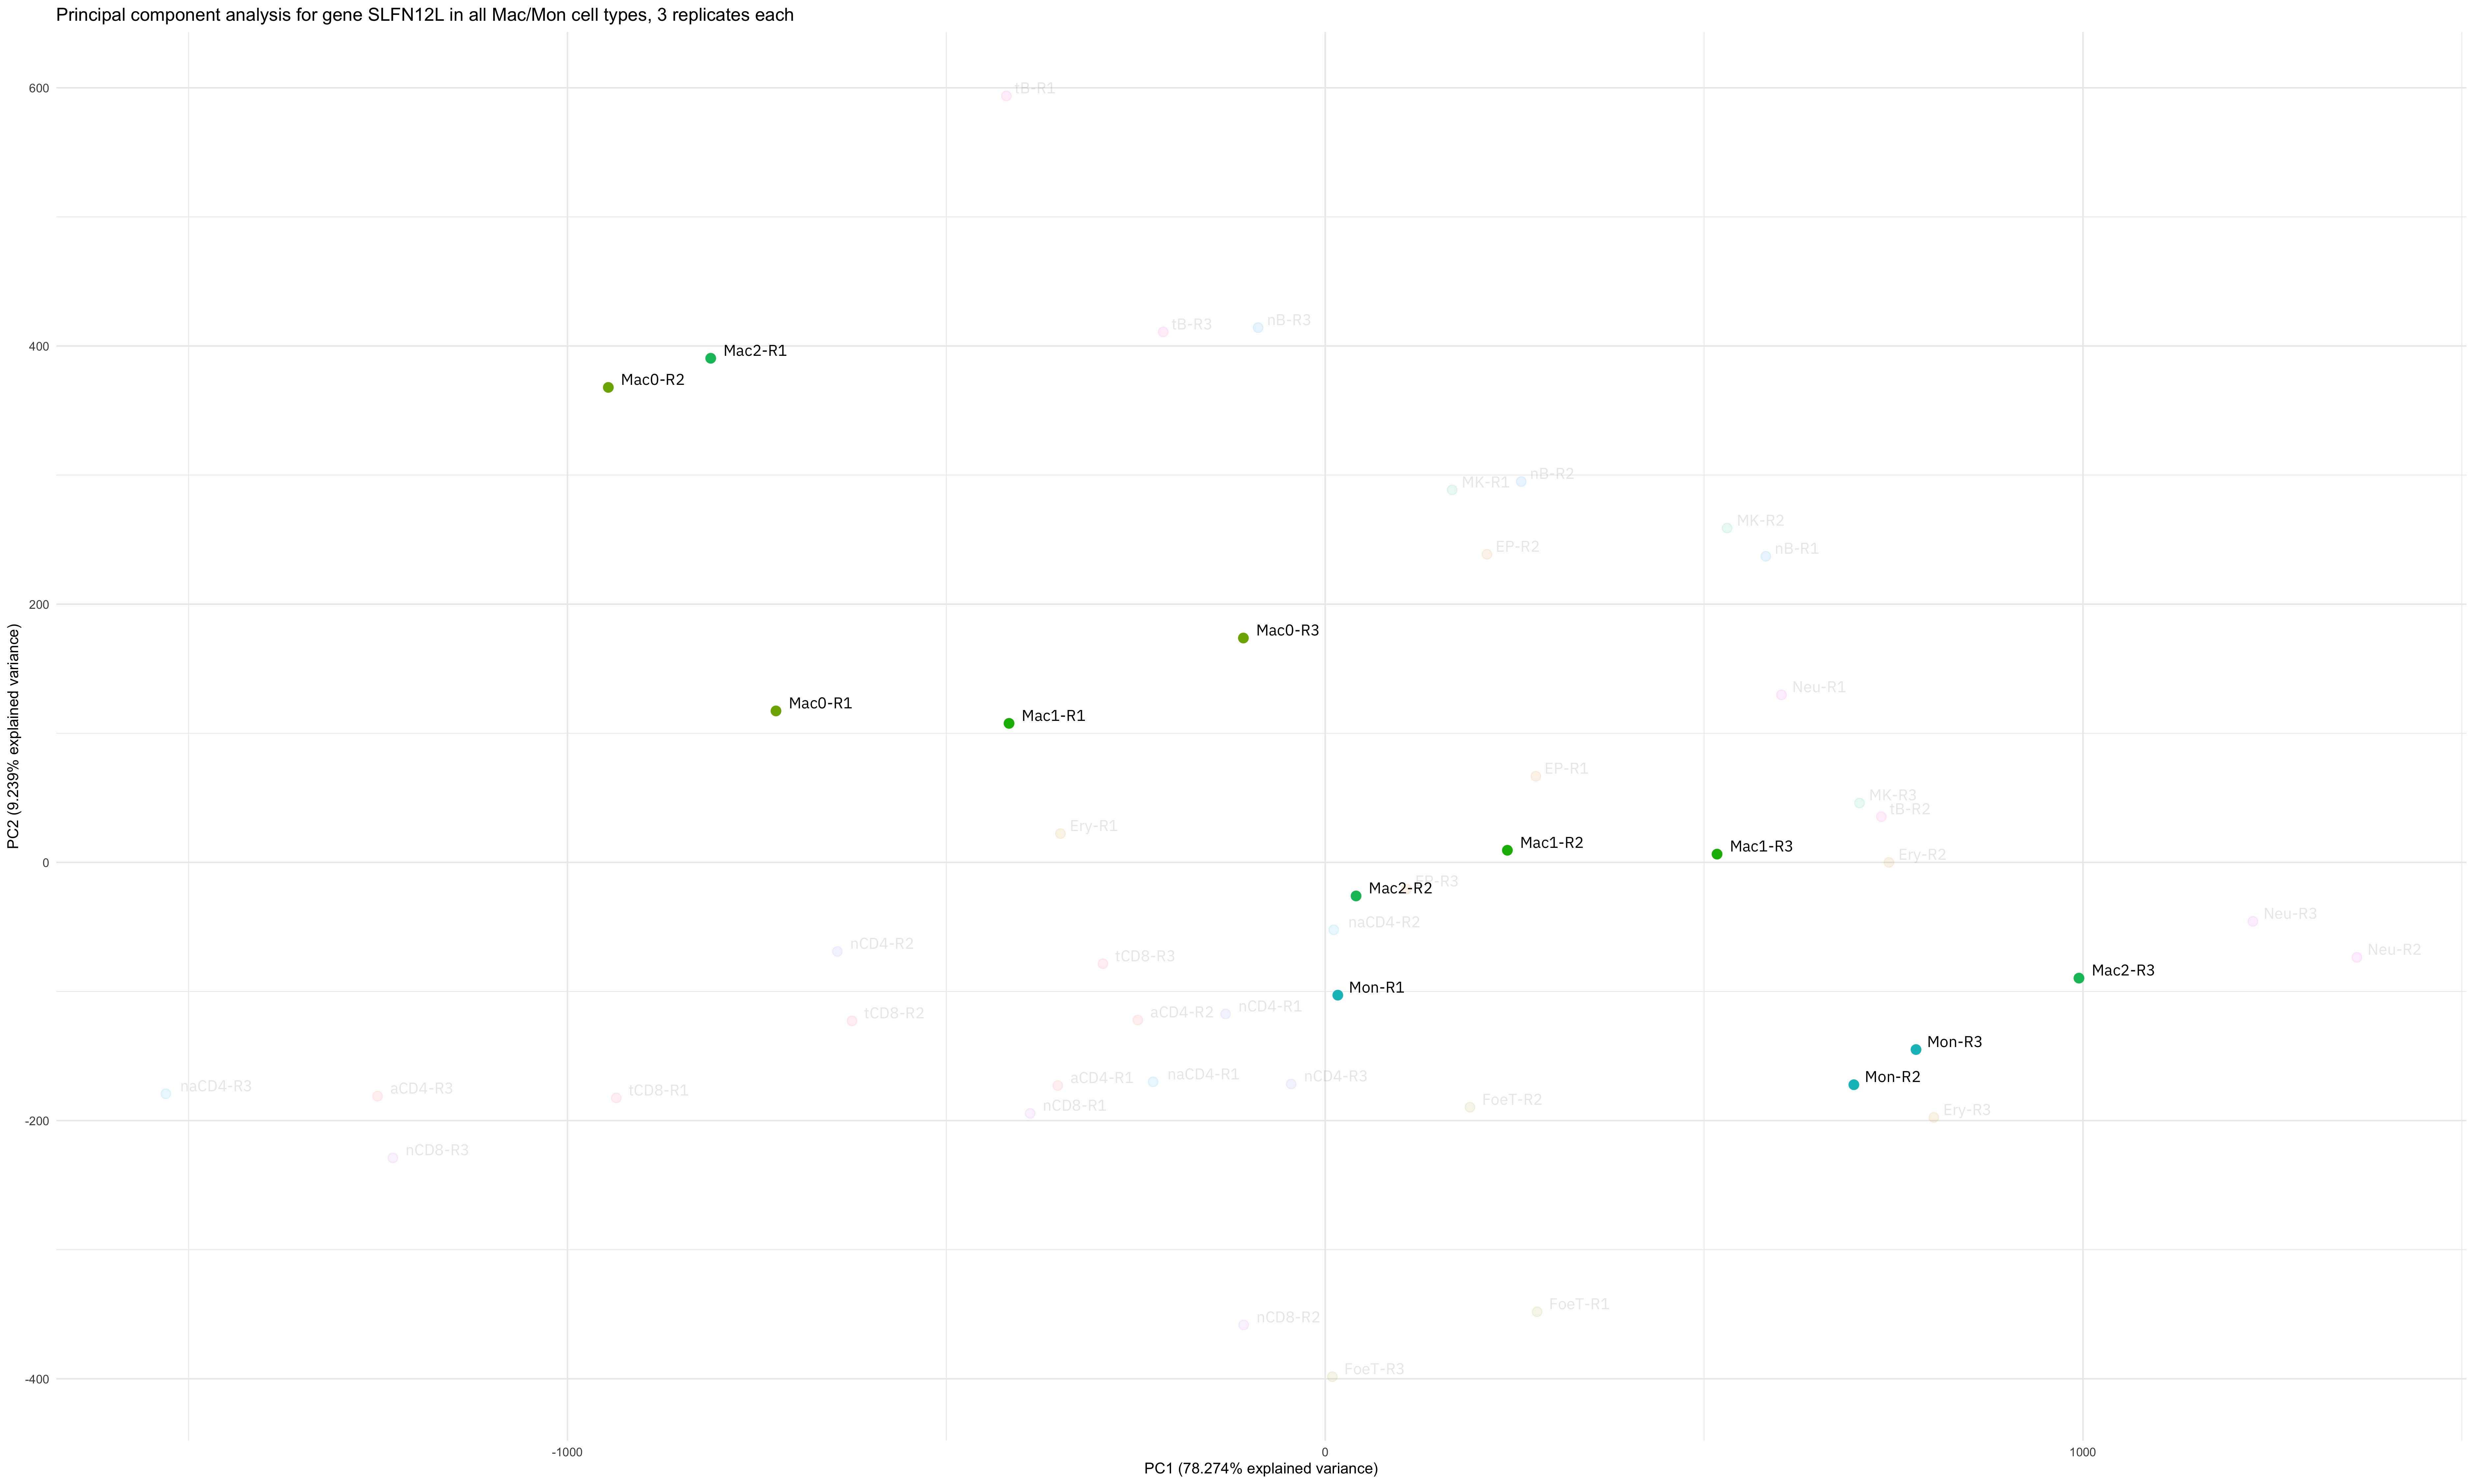 Principal component analysis for gene SLFN12L in all Mac/Mon cell types, 3 replicates each
600
tB-R1
tB-R3
nB-R3
400
Mac2-R1
Mac0-R2
nB-R2
MK-R1
MK-R2
EP-R2
nB-R1
200
Mac0-R3
Neu-R1
Mac0-R1
Mac1-R1
EP-R1
MK-R3
tB-R2
Ery-R1
Mac1-R2
Mac1-R3
Ery-R2
0
EP-R3
Mac2-R2
naCD4-R2
Neu-R3
nCD4-R2
Neu-R2
tCD8-R3
Mac2-R3
Mon-R1
nCD4-R1
tCD8-R2
aCD4-R2
Mon-R3
naCD4-R1
nCD4-R3
Mon-R2
aCD4-R1
naCD4-R3
aCD4-R3
tCD8-R1
FoeT-R2
nCD8-R1
Ery-R3
-200
nCD8-R3
FoeT-R1
nCD8-R2
FoeT-R3
-400
-1000
0
1000
PC1 (78.274% explained variance)
PC2 (9.239% explained variance)